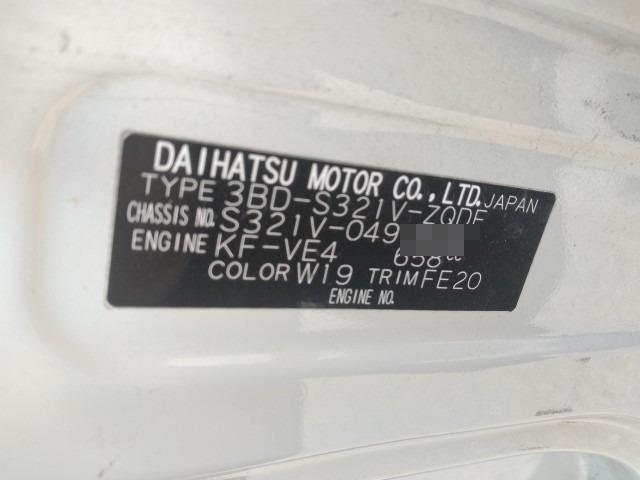 DAIHATSU MOTOR CO.,LTD. JAPAN
TYPE 3BD-S321V-ZQDF
CHASSIS NO. S321V-049
ENGINE KF-VE4 658cc
COLOR W19 TRIM FE20
ENGINE NO.